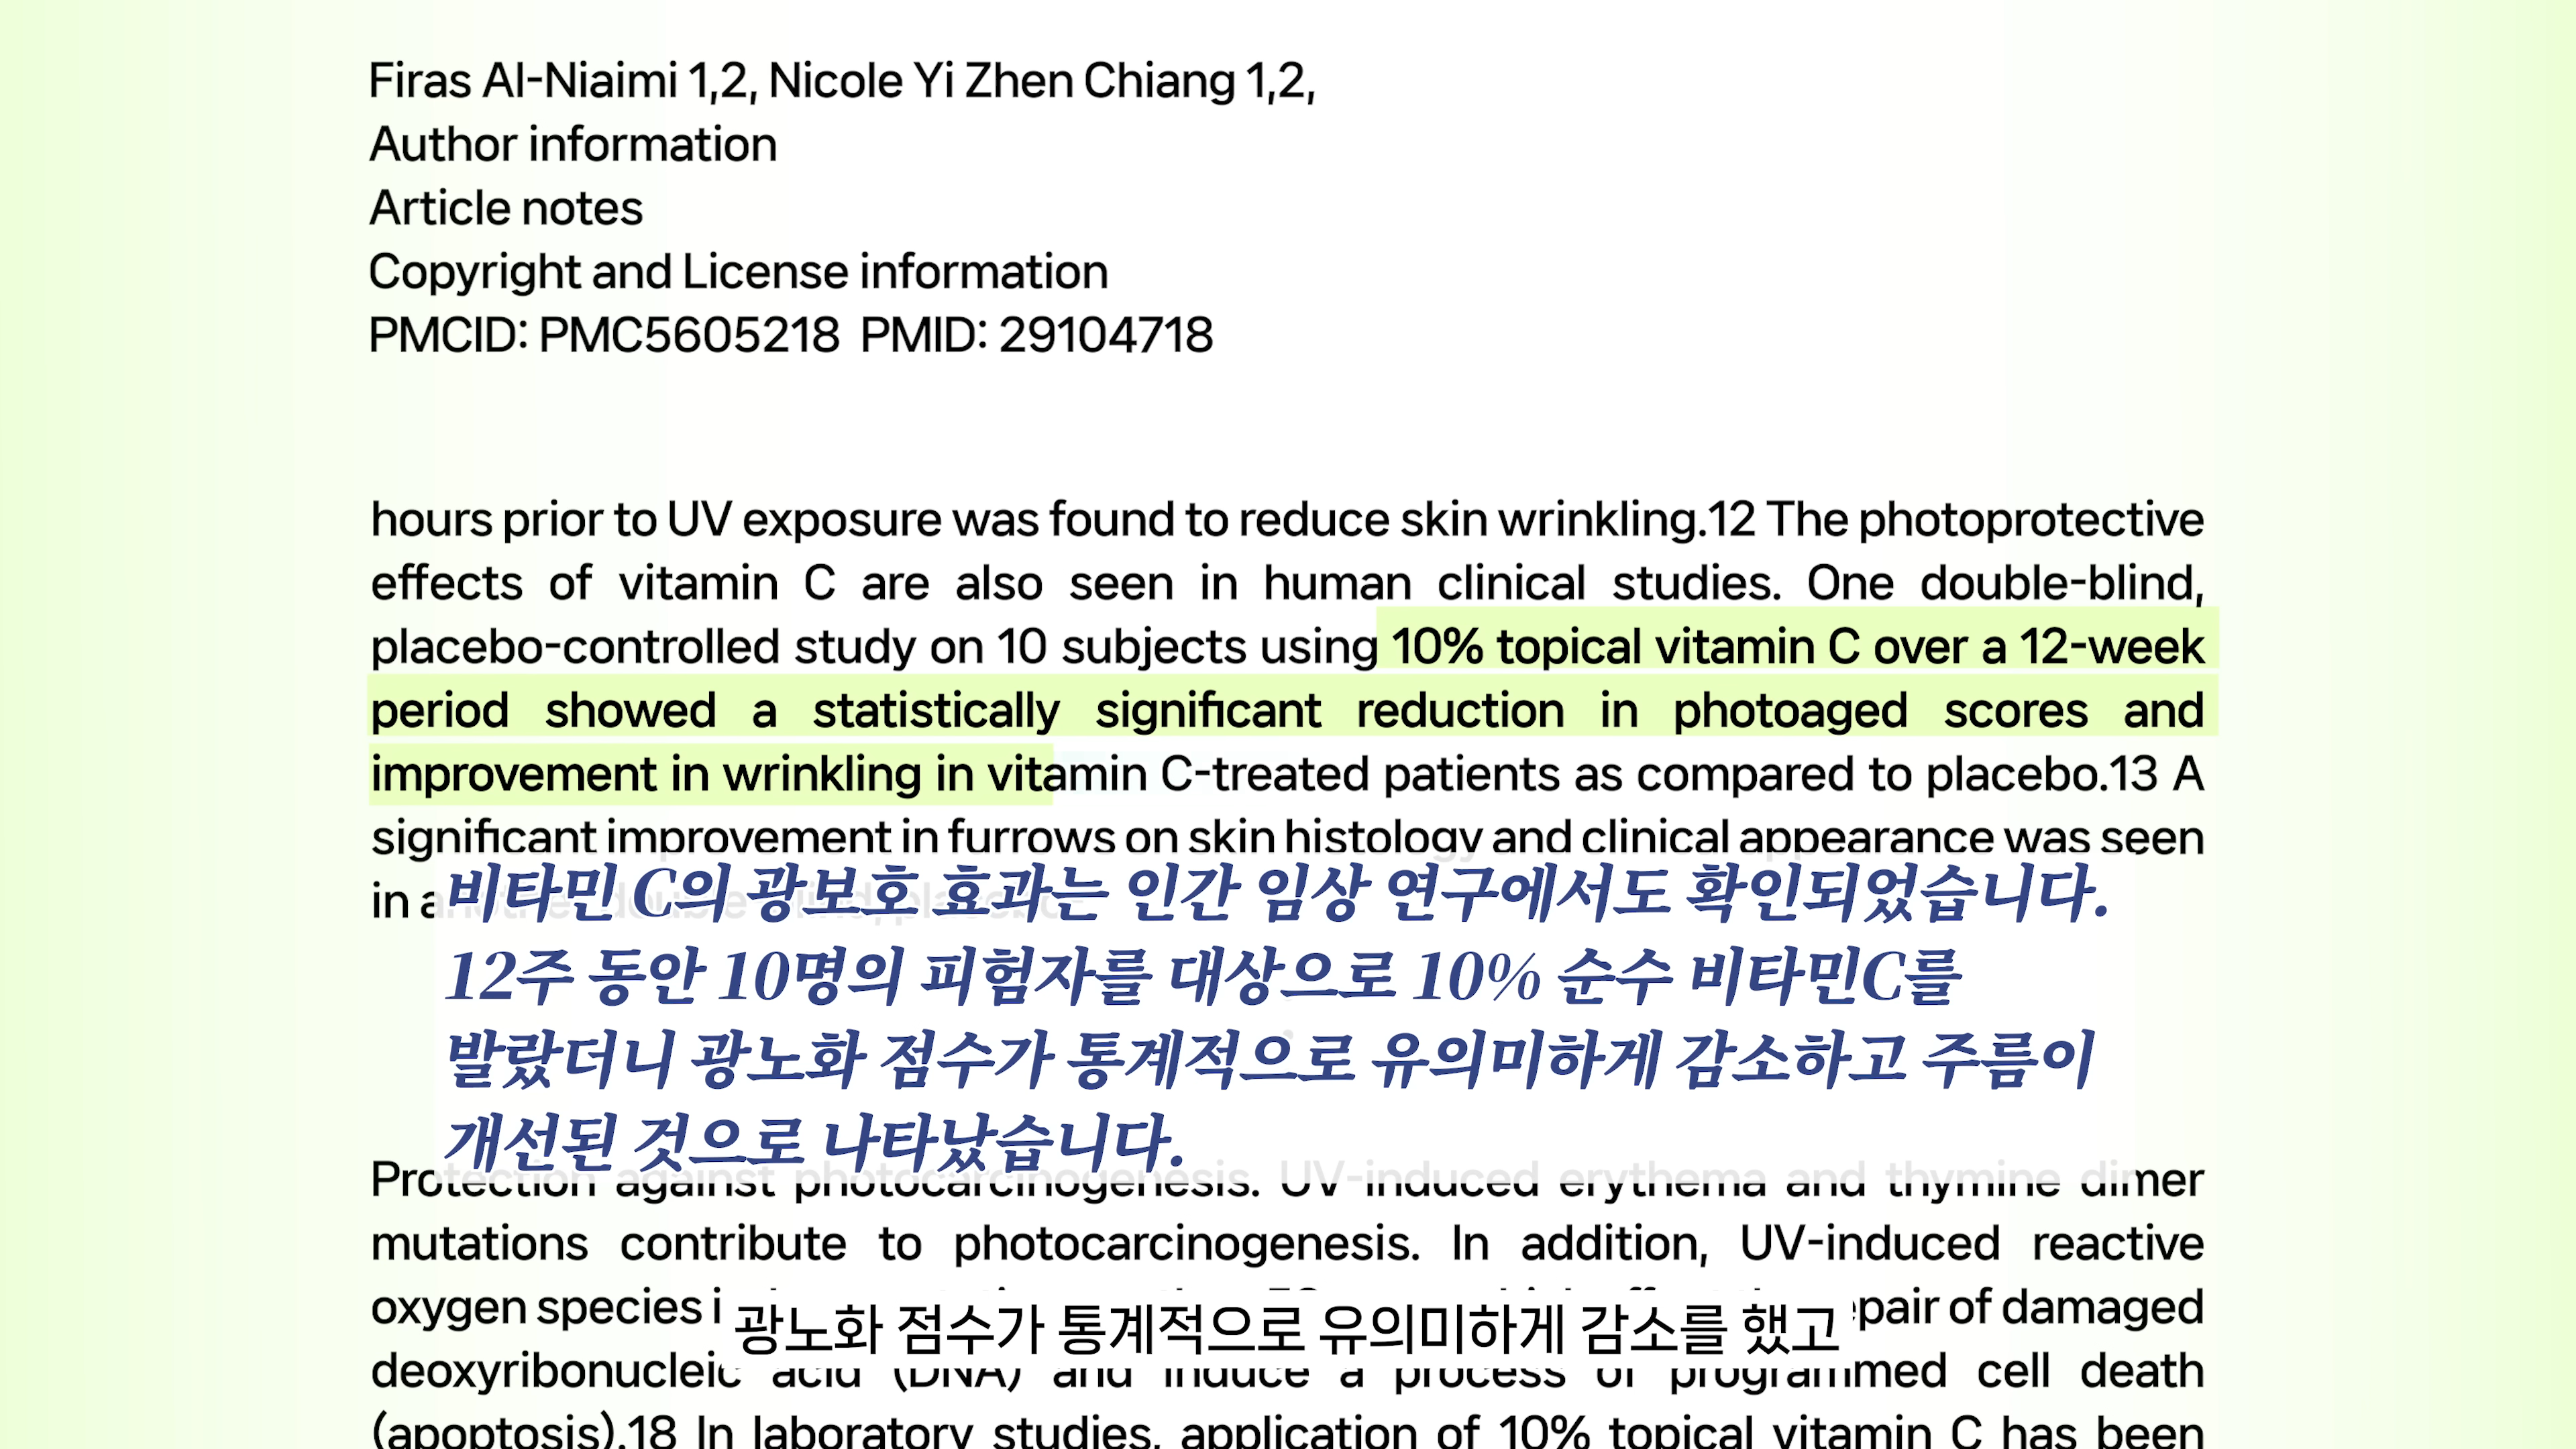 Firas Al-Niaimi 1,2, Nicole Yi Zhen Chiang 1,2,
Author information
Article notes
Copyright and License information
PMCID: PMC5605218 PMID: 29104718
hours prior to UV exposure was found to reduce skin wrinkling.12 The photoprotective
effects of vitamin C are also seen in human clinical studies. One double-blind,
placebo-controlled study on 10 subjects using 10% topical vitamin C over a 12-week
period showed a statistically significant reduction in photoaged scores and
improvement in wrinkling in vitamin C-treated patients as compared to placebo.13 A
significant improvement in furrows on skin histology and clinical appearance was seen
in another double-blind, placebo-
비타민 C의 광보호 효과는 인간 임상 연구에서도 확인되었습니다.
12주 동안 10명의 피험자를 대상으로 10% 순수 비타민C를
발랐더니 광노화 점수가 통계적으로 유의미하게 감소하고 주름이
개선된 것으로 나타났습니다.
Protection against photocarcinogenesis. UV-induced erythema and thymine dimer
mutations contribute to photocarcinogenesis. In addition, UV-induced reactive
oxygen species of damaged
광노화 점수가 통계적으로 유의미하게 감소를 했고
deoxyribonucleic acid (DNA) and induce a process of programmed cell death
(apoptosis).18 In laboratory studies, application of 10% topical vitamin C has been